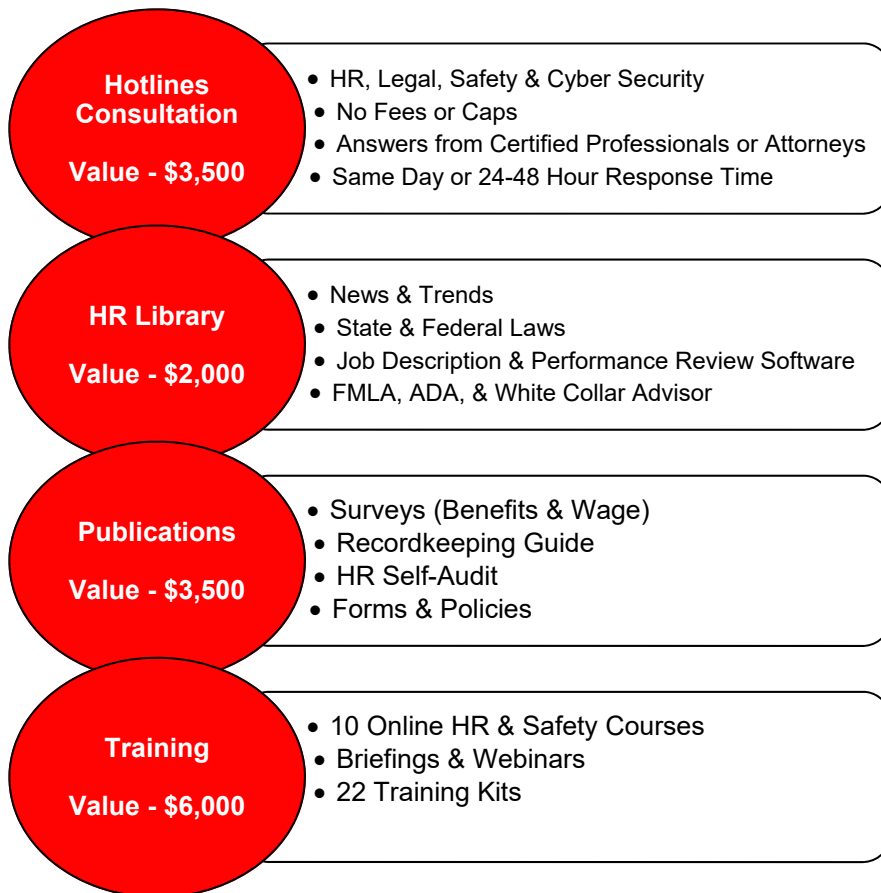 Hotlines
Consultation
Value - $3,500
• HR, Legal, Safety & Cyber Security
• No Fees or Caps
• Answers from Certified Professionals or Attorneys
• Same Day or 24-48 Hour Response Time
HR Library
Value - $2,000
• News & Trends
• State & Federal Laws
• Job Description & Performance Review Software
• FMLA, ADA, & White Collar Advisor
Publications
Value - $3,500
• Surveys (Benefits & Wage)
• Recordkeeping Guide
• HR Self-Audit
• Forms & Policies
Training
Value - $6,000
• 10 Online HR & Safety Courses
• Briefings & Webinars
• 22 Training Kits